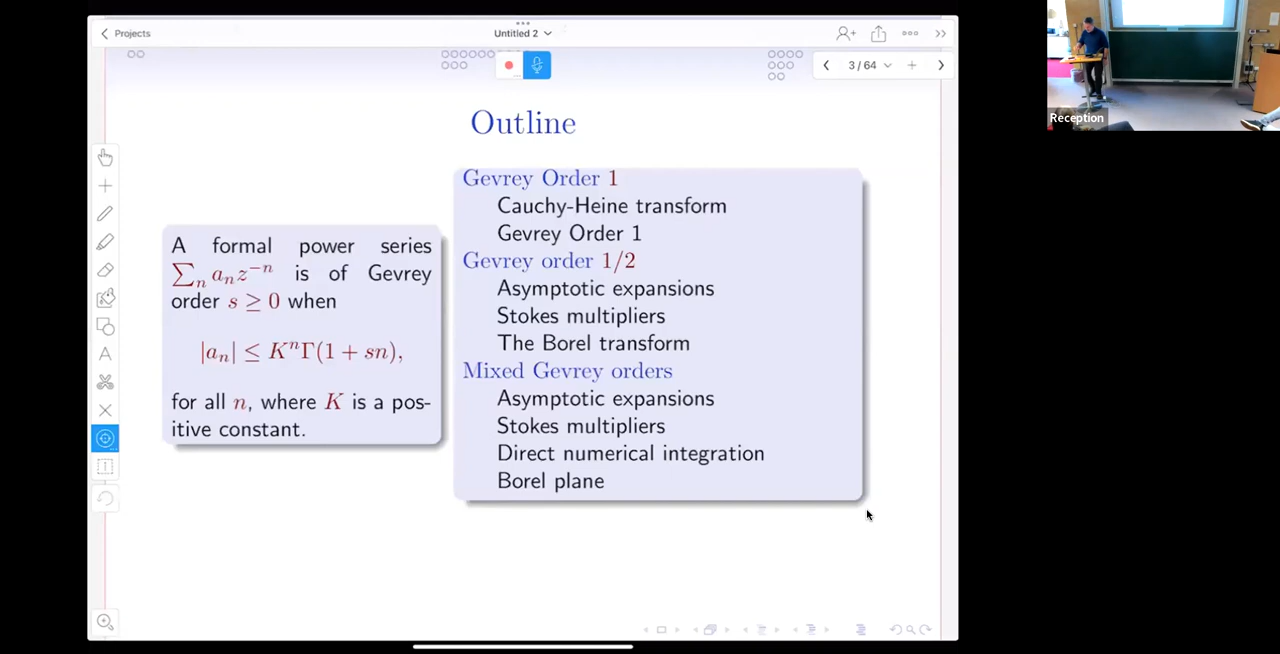 Projects
Untitled 2
3 / 64
Outline
A formal power series
∑ₙ aₙz⁻ⁿ is of Gevrey
order s ≥ 0 when
|aₙ| ≤ KⁿΓ(1 + sn),
for all n, where K is a pos-
itive constant.
Gevrey Order 1
Cauchy-Heine transform
Gevrey Order 1
Gevrey order 1/2
Asymptotic expansions
Stokes multipliers
The Borel transform
Mixed Gevrey orders
Asymptotic expansions
Stokes multipliers
Direct numerical integration
Borel plane
Reception